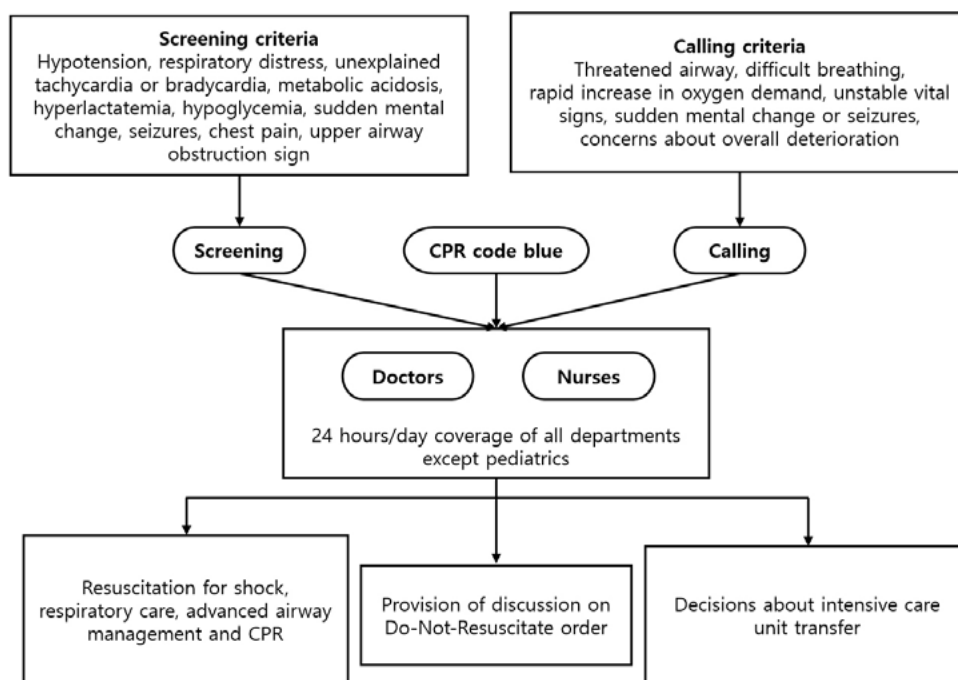 Screening criteria
Hypotension, respiratory distress, unexplained
tachycardia or bradycardia, metabolic acidosis,
hyperlactatemia, hypoglycemia, sudden mental
change, seizures, chest pain, upper airway
obstruction sign
Calling criteria
Threatened airway, difficult breathing,
rapid increase in oxygen demand, unstable vital
signs, sudden mental change or seizures,
concerns about overall deterioration
Screening
CPR code blue
Calling
Doctors
Nurses
24 hours/day coverage of all departments
except pediatrics
Resuscitation for shock,
respiratory care, advanced airway
management and CPR
Provision of discussion on
Do-Not-Resuscitate order
Decisions about intensive care
unit transfer